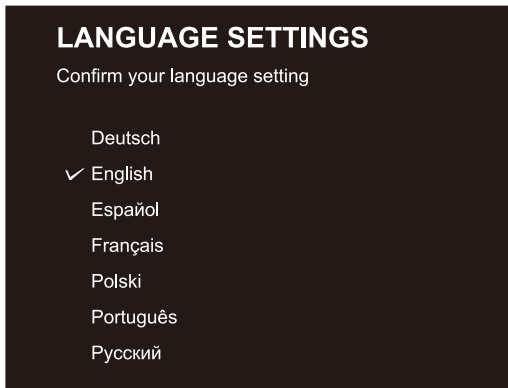 LANGUAGE SETTINGS
Confirm your language setting
Deutsch
✓ English
Espaйol
Français
Polski
Português
Русский